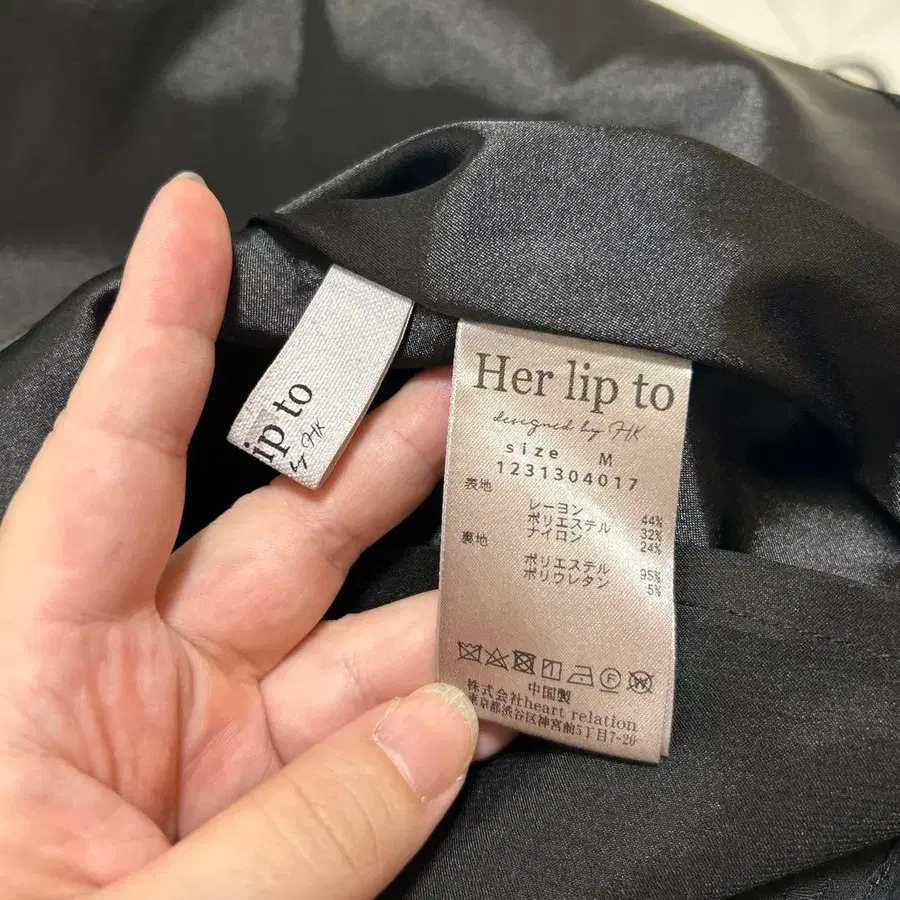 ip to
by HK
Her lip to
designed by HK
size M
1231304017
表地
レーヨン 44%
ポリエステル 32%
ナイロン 24%
裏地
ポリエステル 95%
ポリウレタン 5%
F W
中国製
株式会社heart relation
東京都渋谷区神宮前5丁目7-20